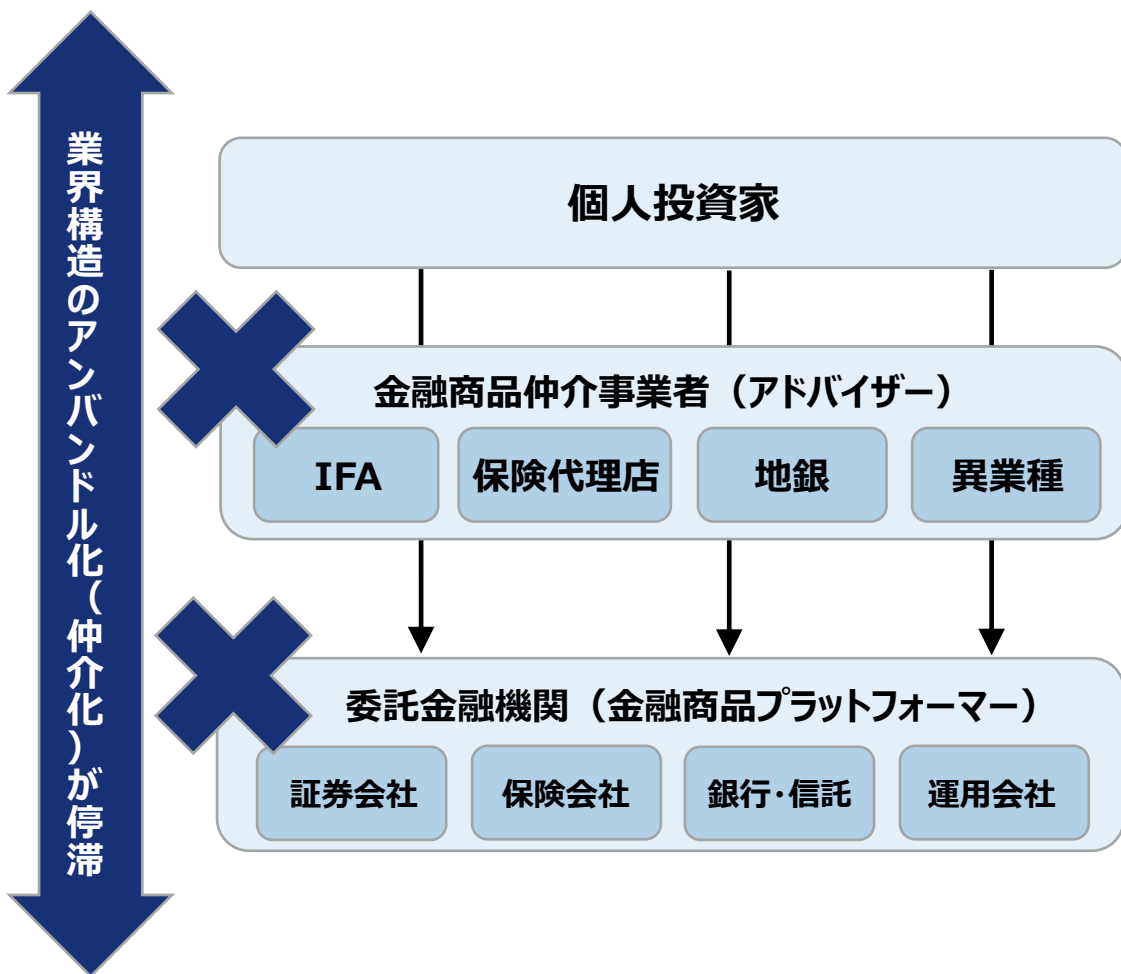 業界構造のアンバンドル化(仲介化)が停滞
個人投資家
金融商品仲介事業者（アドバイザー）
IFA
保険代理店
地銀
異業種
委託金融機関（金融商品プラットフォーマー）
証券会社
保険会社
銀行・信託
運用会社